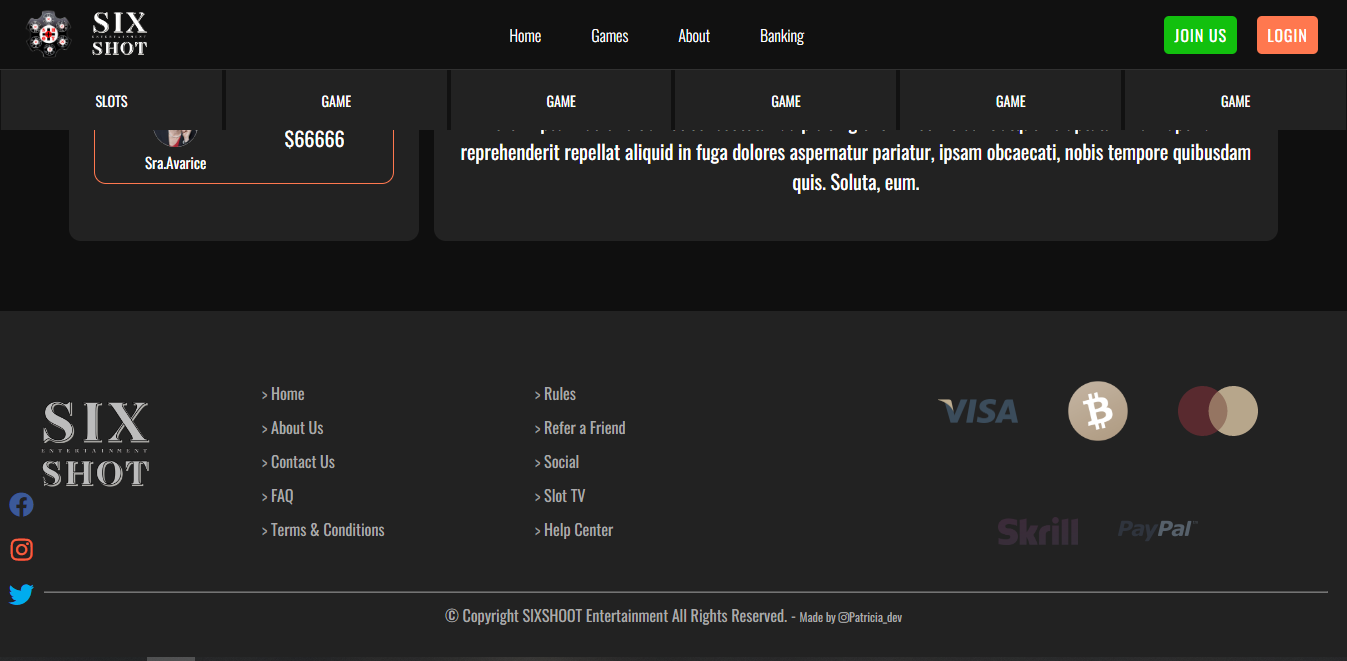 SIX
ENTERTAINMENT
SHOT
Home
Games
About
Banking
JOIN US
LOGIN
SLOTS
GAME
GAME
GAME
GAME
GAME
$66666
Sra.Avarice
reprehenderit repellat aliquid in fuga dolores aspernatur pariatur, ipsam obcaecati, nobis tempore quibusdam
quis. Soluta, eum.
SIX
ENTERTAINMENT
SHOT
> Home
> About Us
> Contact Us
> FAQ
> Terms & Conditions
> Rules
> Refer a Friend
> Social
> Slot TV
> Help Center
VISA
Skrill
PayPal
© Copyright SIXSHOOT Entertainment All Rights Reserved. - Made by Patricia_dev